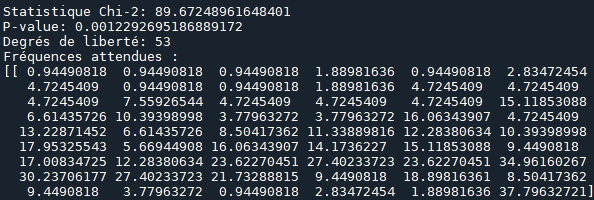 Statistique Chi-2: 89.67248961648401
P-value: 0.0012292695186889172
Degrés de liberté: 53
Fréquences attendues :
[[ 0.94490818 0.94490818 0.94490818 1.88981636 0.94490818 2.83472454
4.7245409 0.94490818 0.94490818 1.88981636 4.7245409 4.7245409
4.7245409 7.55926544 4.7245409 4.7245409 4.7245409 15.11853088
6.61435726 10.39398998 3.77963272 3.77963272 16.06343907 4.7245409
13.22871452 6.61435726 8.50417362 11.33889816 12.28380634 10.39398998
17.95325543 5.66944908 16.06343907 14.1736227 15.11853088 9.4490818
17.00834725 12.28380634 23.62270451 27.40233723 23.62270451 34.96160267
30.23706177 27.40233723 21.73288815 9.4490818 18.89816361 8.50417362
9.4490818 3.77963272 0.94490818 2.83472454 1.88981636 37.79632721]